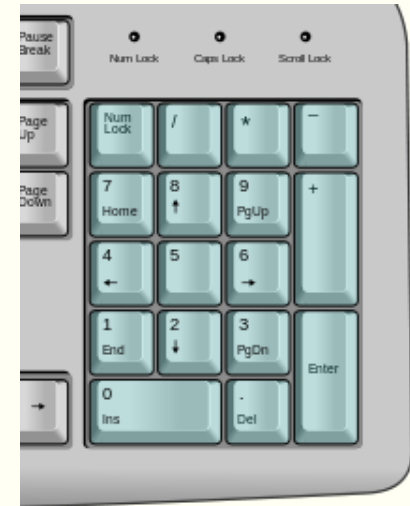 Pause
Break
Num Lock
Caps Lock
Scroll Lock
Page
Up
Num
Lock
/
*
−
Page
Down
7
Home
8
↑
9
PgUp
+
4
←
5
6
→
1
End
2
↓
3
PgDn
Enter
→
0
Ins
.
Del